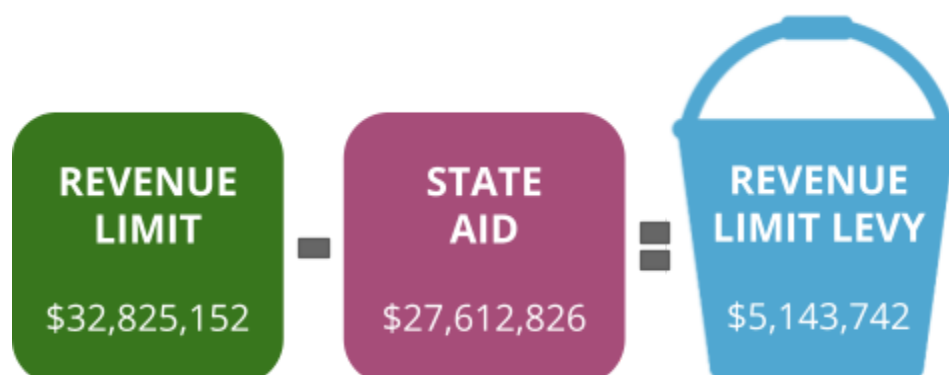 REVENUE
LIMIT
$32,825,152
STATE
AID
$27,612,826
REVENUE
LIMIT LEVY
$5,143,742